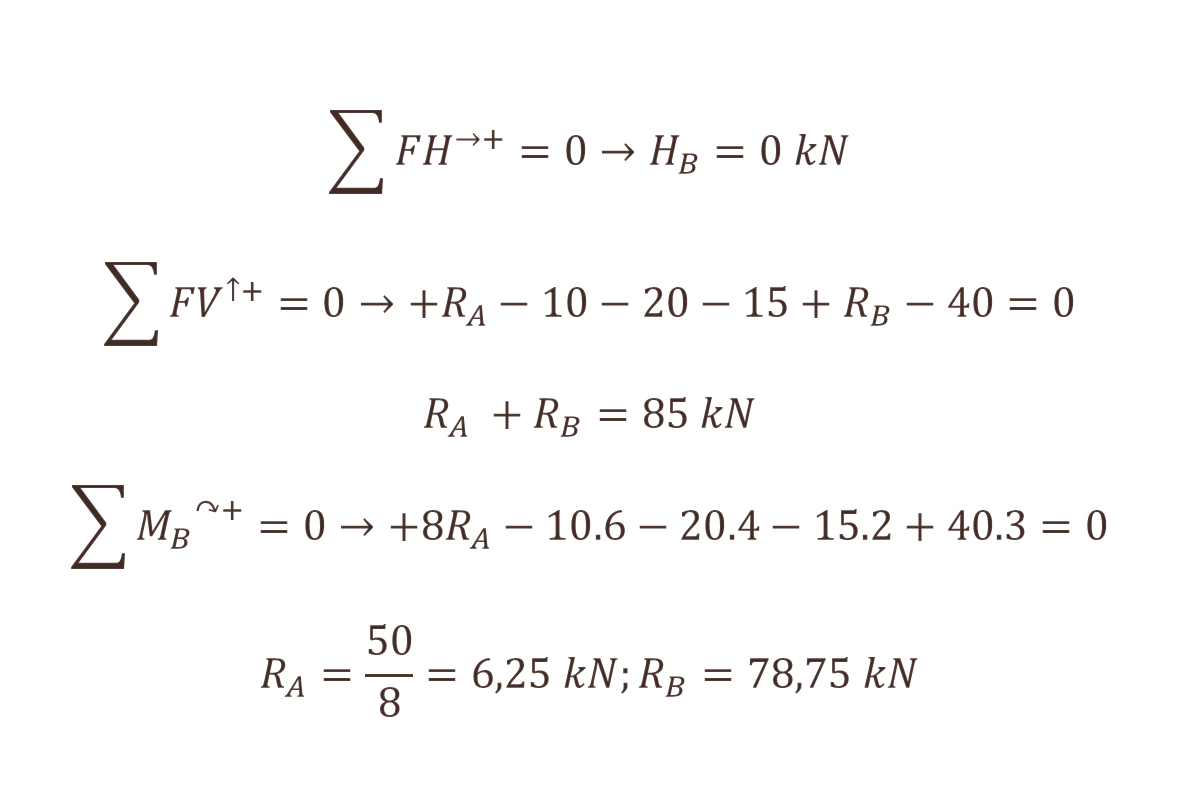 ∑ FH→+ = 0 → H_B = 0 kN
∑ FV↑+ = 0 → +R_A − 10 − 20 − 15 + R_B − 40 = 0
R_A + R_B = 85 kN
∑ M_B↷+ = 0 → +8R_A − 10.6 − 20.4 − 15.2 + 40.3 = 0
R_A = 50/8 = 6,25 kN; R_B = 78,75 kN